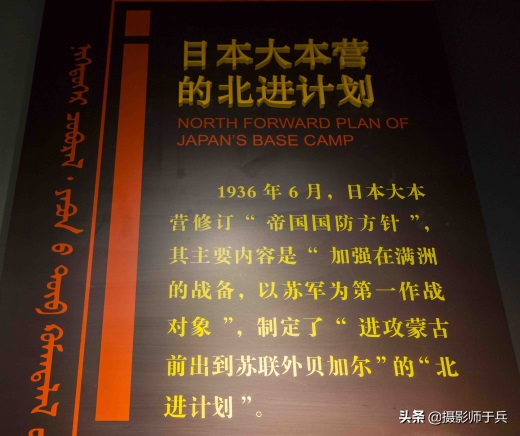 日本大本营
的北进计划
NORTH FORWARD PLAN OF
JAPAN'S BASE CAMP
1936 年 6 月，日本大本
营修订“ 帝国国防方针 ”，
其主要内容是“ 加强在满洲
的战备，以苏军为第一作战
对象 ”，制定了“ 进攻蒙古
前出到苏联外贝加尔”的“ 北
进计划 ”。
头条 @摄影师于兵